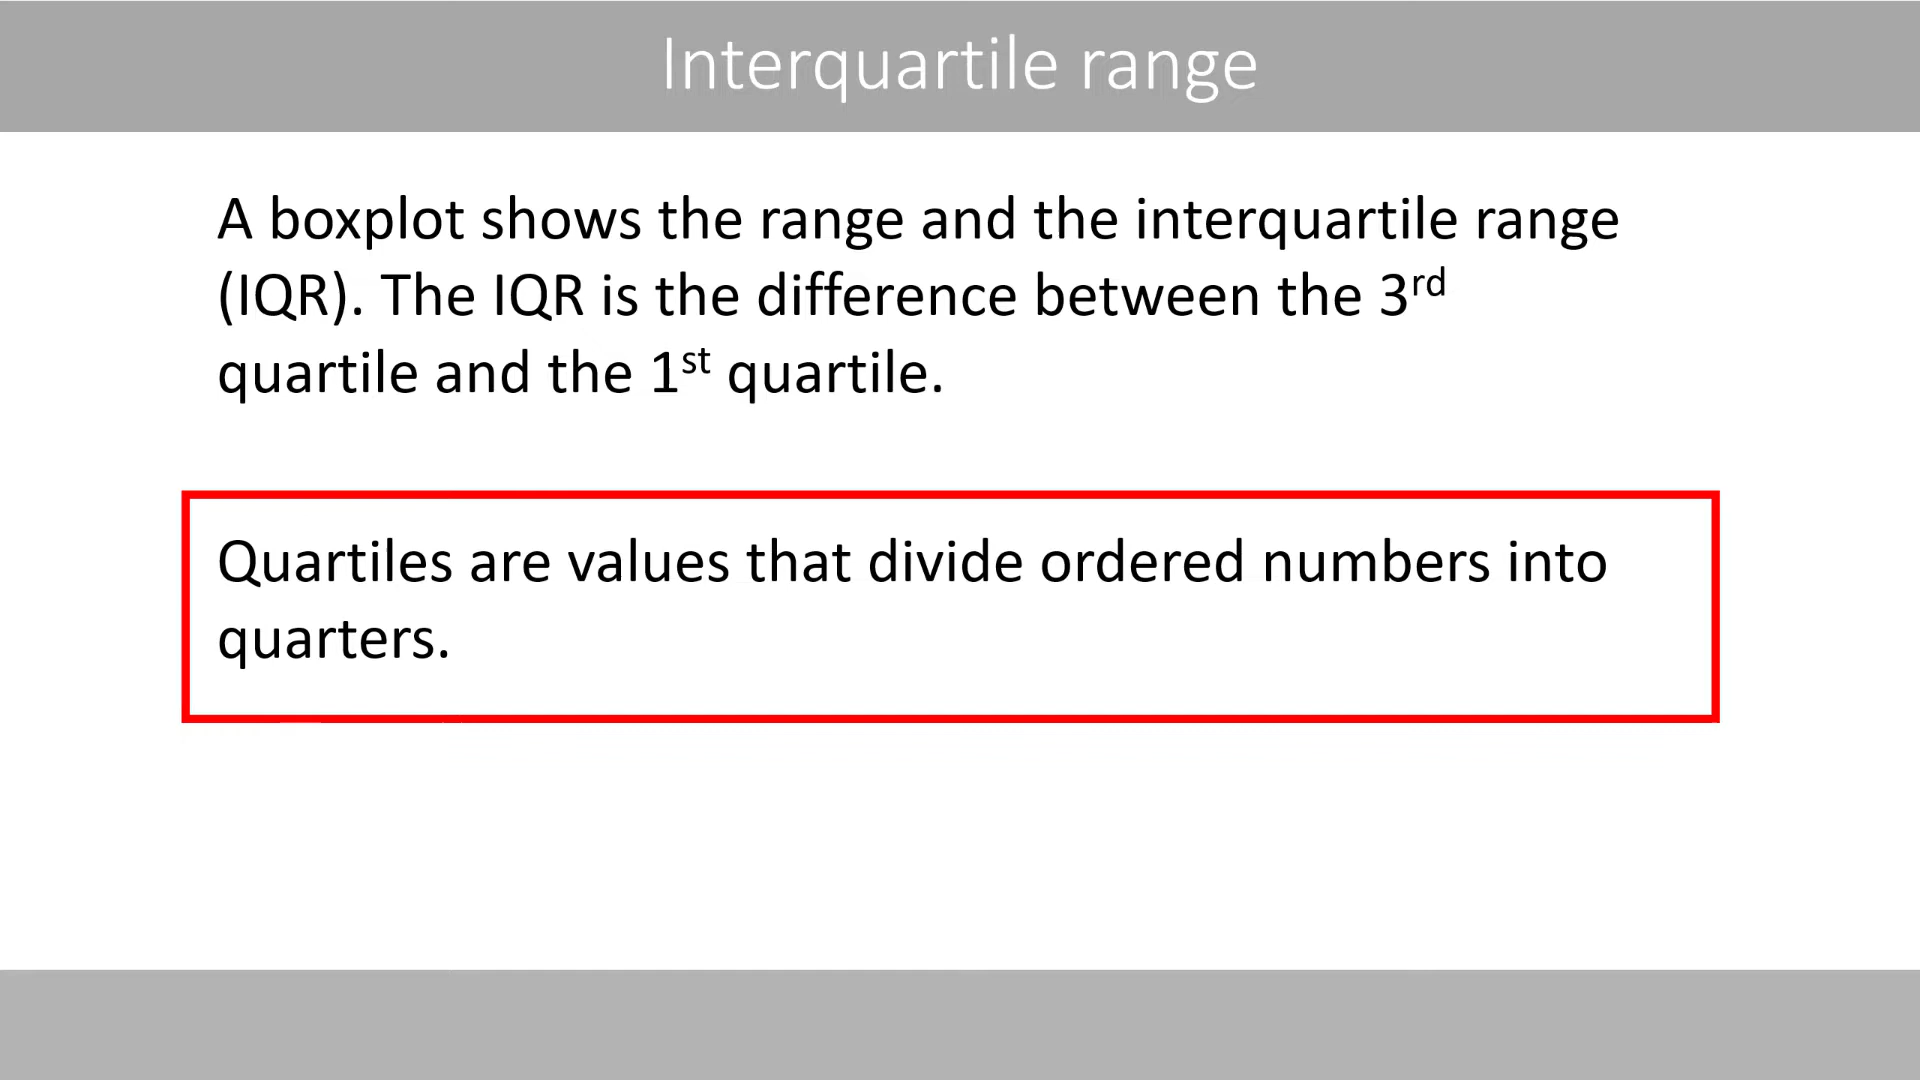 Interquartile range
A boxplot shows the range and the interquartile range
(IQR). The IQR is the difference between the 3rd
quartile and the 1st quartile.
Quartiles are values that divide ordered numbers into
quarters.